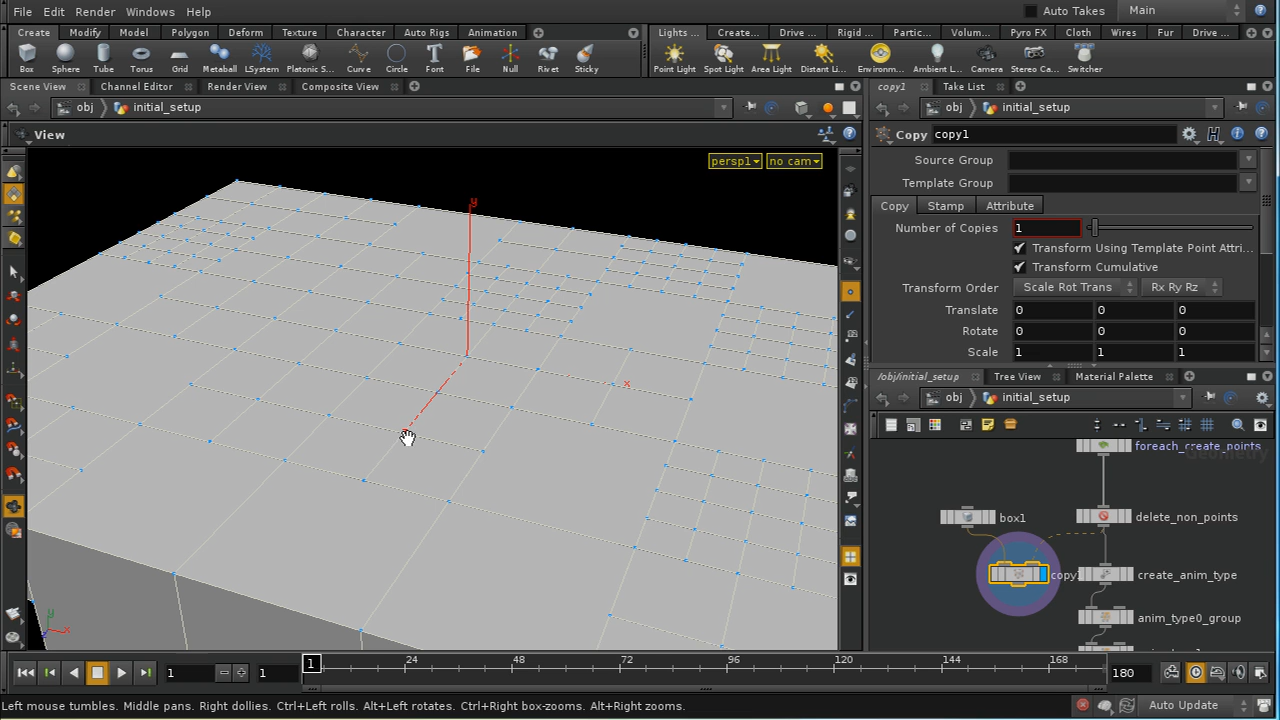 File Edit Render Windows Help Auto Takes Main
Create Modify Model Polygon Deform Texture Character Auto Rigs Animation Lights ... Create... Drive ... Rigid ... Partic... Volum... Pyro FX Cloth Wires Fur Drive ...
Box Sphere Tube Torus Grid Metaball LSystem Platonic S... Curve Circle Font File Null Rivet Sticky Point Light Spot Light Area Light Distant Li... Environm... Ambient L... Camera Stereo Ca... Switcher
Scene View Channel Editor Render View Composite View
obj initial_setup
View
persp1 no cam
y
x
y
x
z
copy1 Take List
obj initial_setup
Copy copy1
Source Group
Template Group
Copy Stamp Attribute
Number of Copies 1
Transform Using Template Point Attri...
Transform Cumulative
Transform Order Scale Rot Trans Rx Ry Rz
Translate 0 0 0
Rotate 0 0 0
Scale 1 1 1
/obj/initial_setup Tree View Material Palette
obj initial_setup
foreach_create_points
Geometry
box1 delete_non_points
copy1 create_anim_type
anim_type0_group
1 1 1 24 48 72 96 120 144 168 180
Left mouse tumbles. Middle pans. Right dollies. Ctrl+Left rolls. Alt+Left rotates. Ctrl+Right box-zooms. Alt+Right zooms. Auto Update